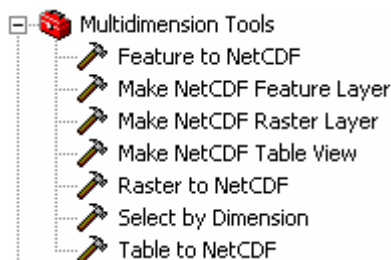 Multidimension Tools
Feature to NetCDF
Make NetCDF Feature Layer
Make NetCDF Raster Layer
Make NetCDF Table View
Raster to NetCDF
Select by Dimension
Table to NetCDF